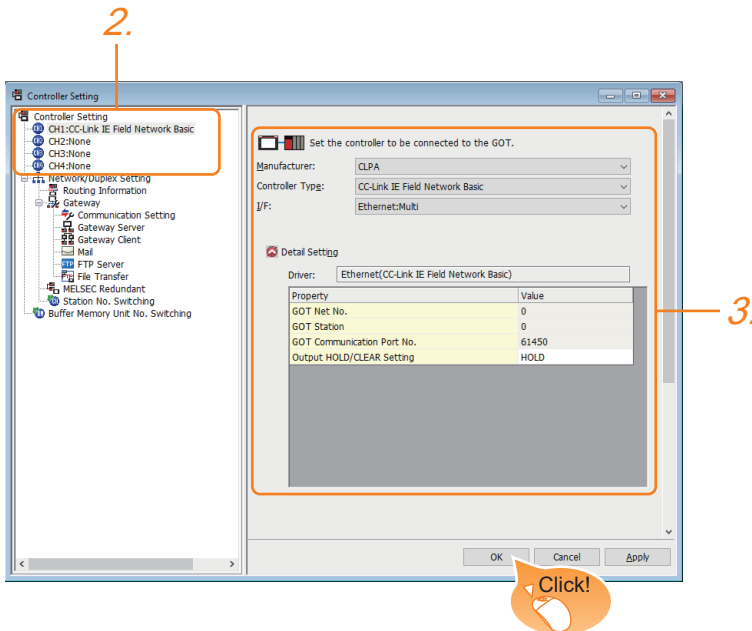 2.
Controller Setting
Controller Setting
CH1:CC-Link IE Field Network Basic
CH2:None
CH3:None
CH4:None
Network/Duplex Setting
Routing Information
Gateway
Communication Setting
Gateway Server
Gateway Client
Mail
FTP Server
File Transfer
MELSEC Redundant
Station No. Switching
Buffer Memory Unit No. Switching
Set the controller to be connected to the GOT.
Manufacturer: CLPA
Controller Type: CC-Link IE Field Network Basic
I/F: Ethernet:Multi
Detail Setting
Driver: Ethernet(CC-Link IE Field Network Basic)
Property Value
GOT Net No. 0
GOT Station 0
GOT Communication Port No. 61450
Output HOLD/CLEAR Setting HOLD
3.
OK Cancel Apply
Click!